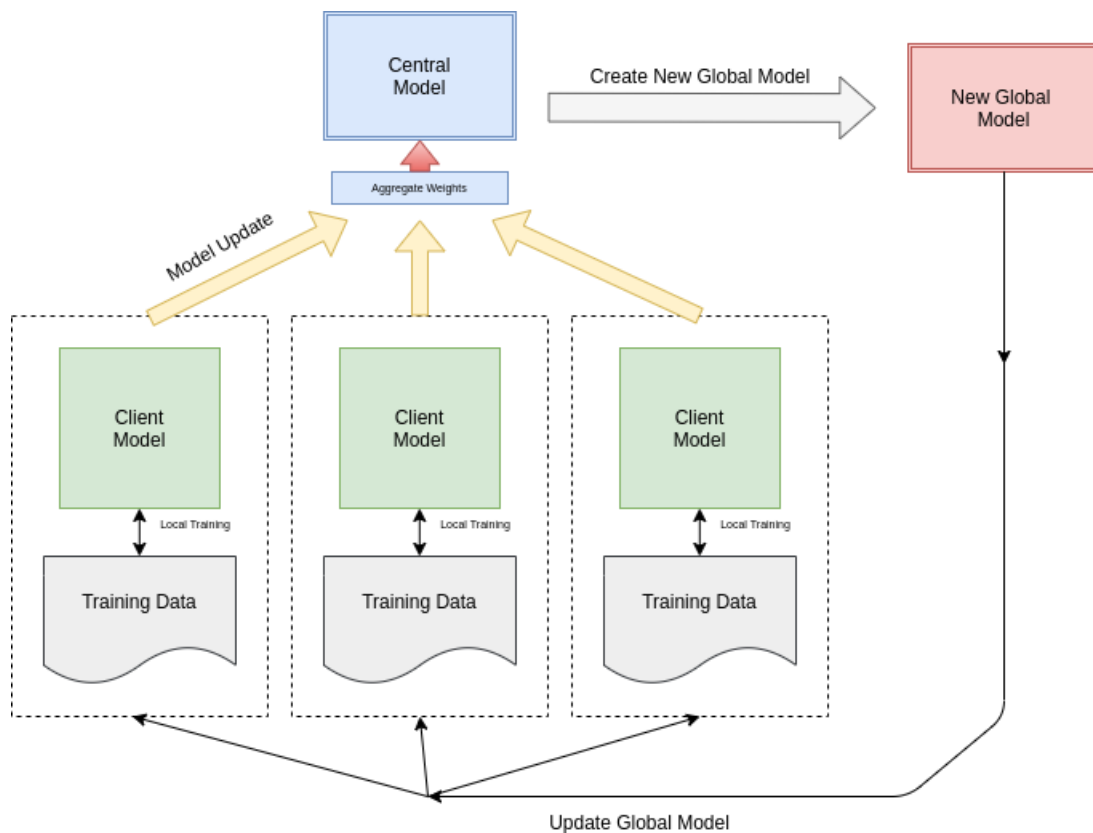 Central
Model
Create New Global Model
New Global
Model
Aggregate Weights
Model Update
Client
Model
Client
Model
Client
Model
Local Training
Local Training
Local Training
Training Data
Training Data
Training Data
Update Global Model